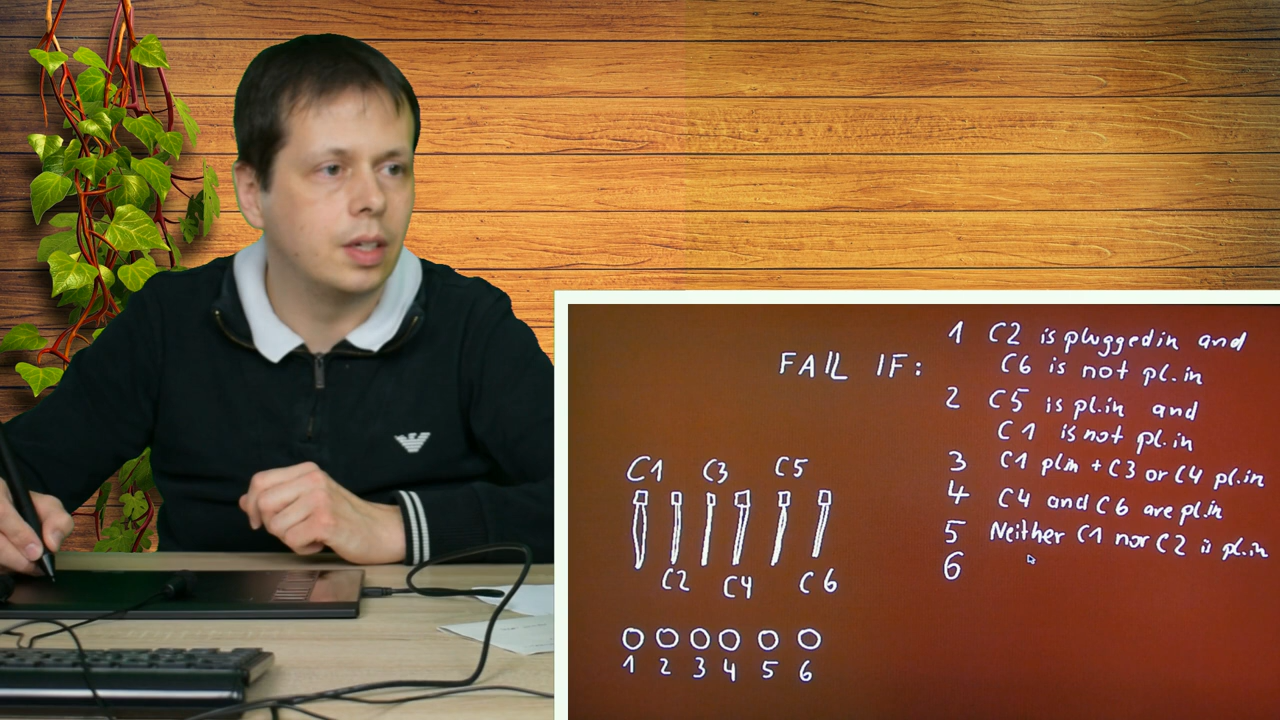 FAIL IF:
1 C2 is pluggedin and
C6 is not pl.in
2 C5 is pl.in and
C1 is not pl.in
3 C1 pl.in + C3 or C4 pl.in
4 C4 and C6 are pl.in
5 Neither C1 nor C2 is pl.in
6
C1 C3 C5
C2 C4 C6
1 2 3 4 5 6